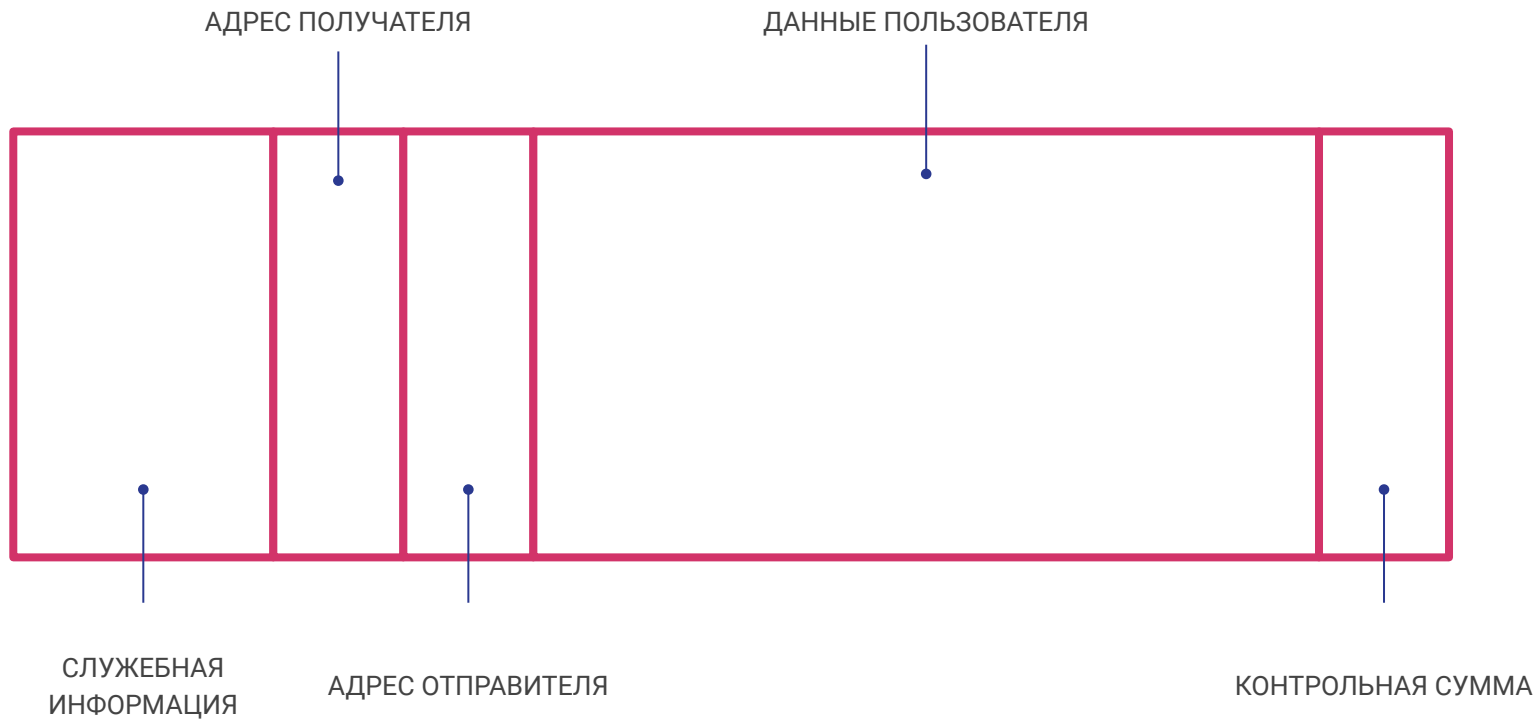 АДРЕС ПОЛУЧАТЕЛЯ
ДАННЫЕ ПОЛЬЗОВАТЕЛЯ
СЛУЖЕБНАЯ
ИНФОРМАЦИЯ
АДРЕС ОТПРАВИТЕЛЯ
КОНТРОЛЬНАЯ СУММА